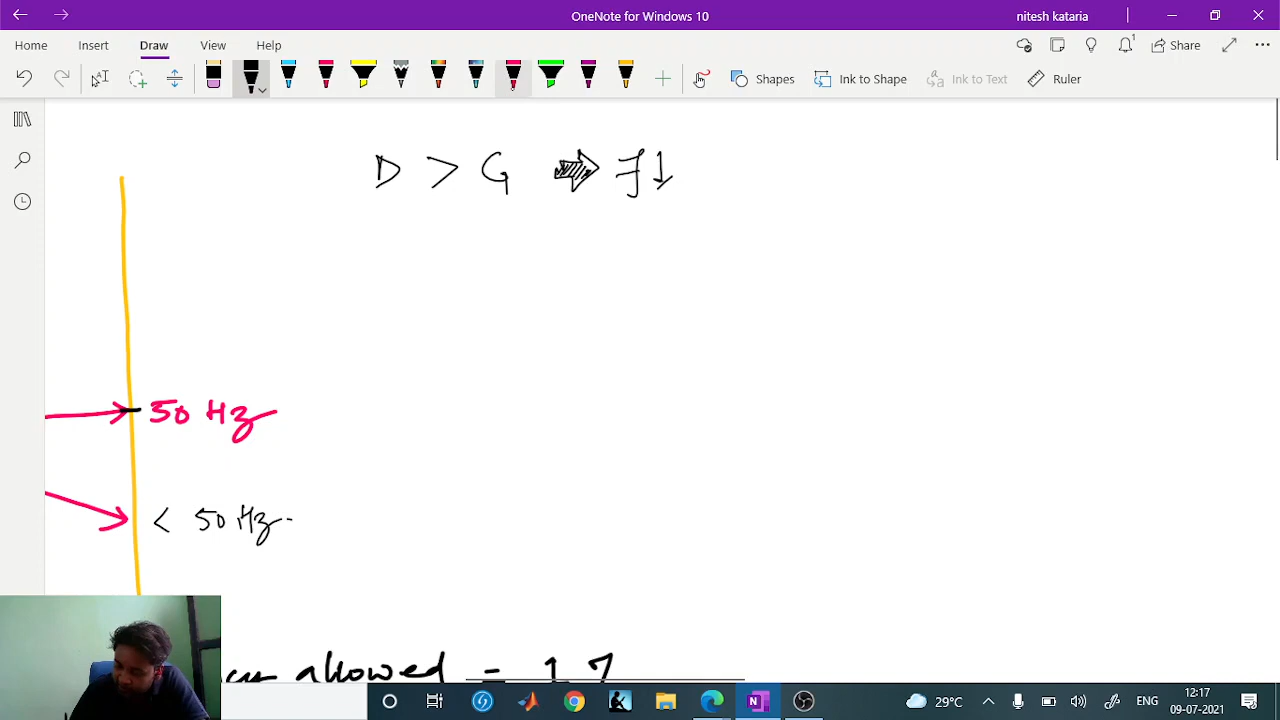 OneNote for Windows 10
nitesh kataria
Home Insert Draw View Help
Share
Shapes
Ink to Shape
Ink to Text
Ruler
D > G ⇒ f↓
50 Hz
< 50 Hz
allowed = 1 %
29°C
ENG
12:17
09-07-2021